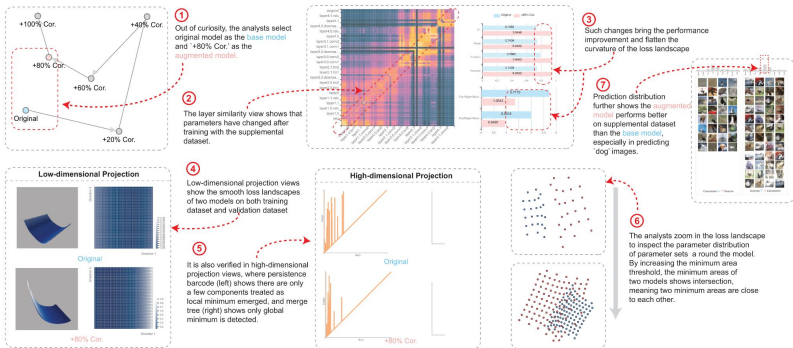 +100% Cor.
+40% Cor.
+80% Cor.
+60% Cor.
Original
+20% Cor.
1
Out of curiosity, the analysts select
original model as the base model
and `+80% Cor.' as the
augmented model.
2
The layer similarity view shows that
parameters have changed after
training with the supplemental
dataset.
3
Such changes bring the performance
improvement and flatten the
curvature of the loss landscape
7
Prediction distribution
further shows the augmented
model performs better
on supplemental dataset
than the base model,
especially in predicting
'dog' images.
Low-dimensional Projection
Original
+80% Cor.
4
Low-dimensional projection views
show the smooth loss landscapes
of two models on both training
dataset and validation dataset
5
It is also verified in high-dimensional
projection views, where persistence
barcode (left) shows there are only
a few components treated as
local minimum emerged, and merge
tree (right) shows only global
minimum is detected.
High-dimensional Projection
Original
+80% Cor.
6
The analysts zoom in the loss landscape
to inspect the parameter distribution
of parameter sets a round the model.
By increasing the minimum area
threshold, the minimum areas of
two models shows intersection,
meaning two minimum areas are close
to each other.